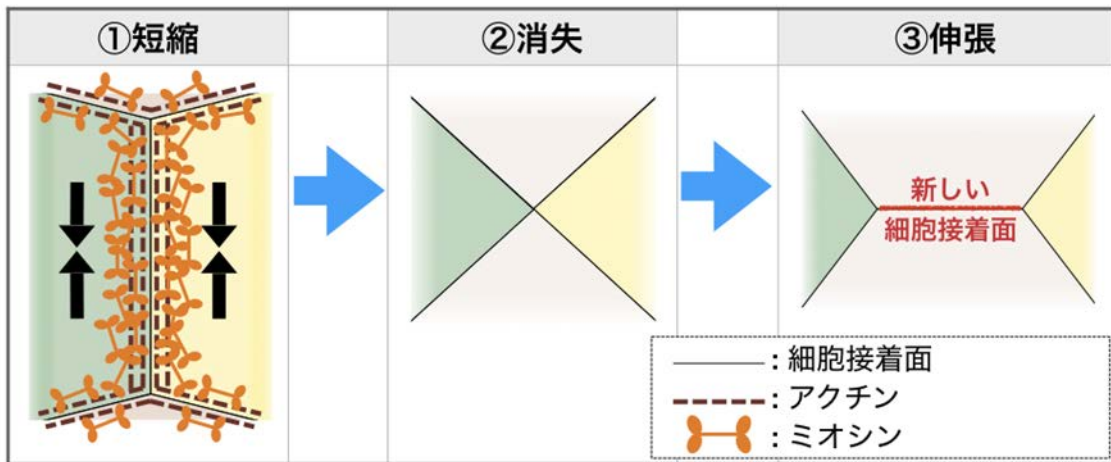 ①短縮
②消失
③伸張
新しい
細胞接着面
: 細胞接着面
: アクチン
: ミオシン